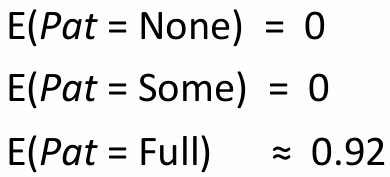 E(Pat = None) = 0
E(Pat = Some) = 0
E(Pat = Full) ≈ 0.92